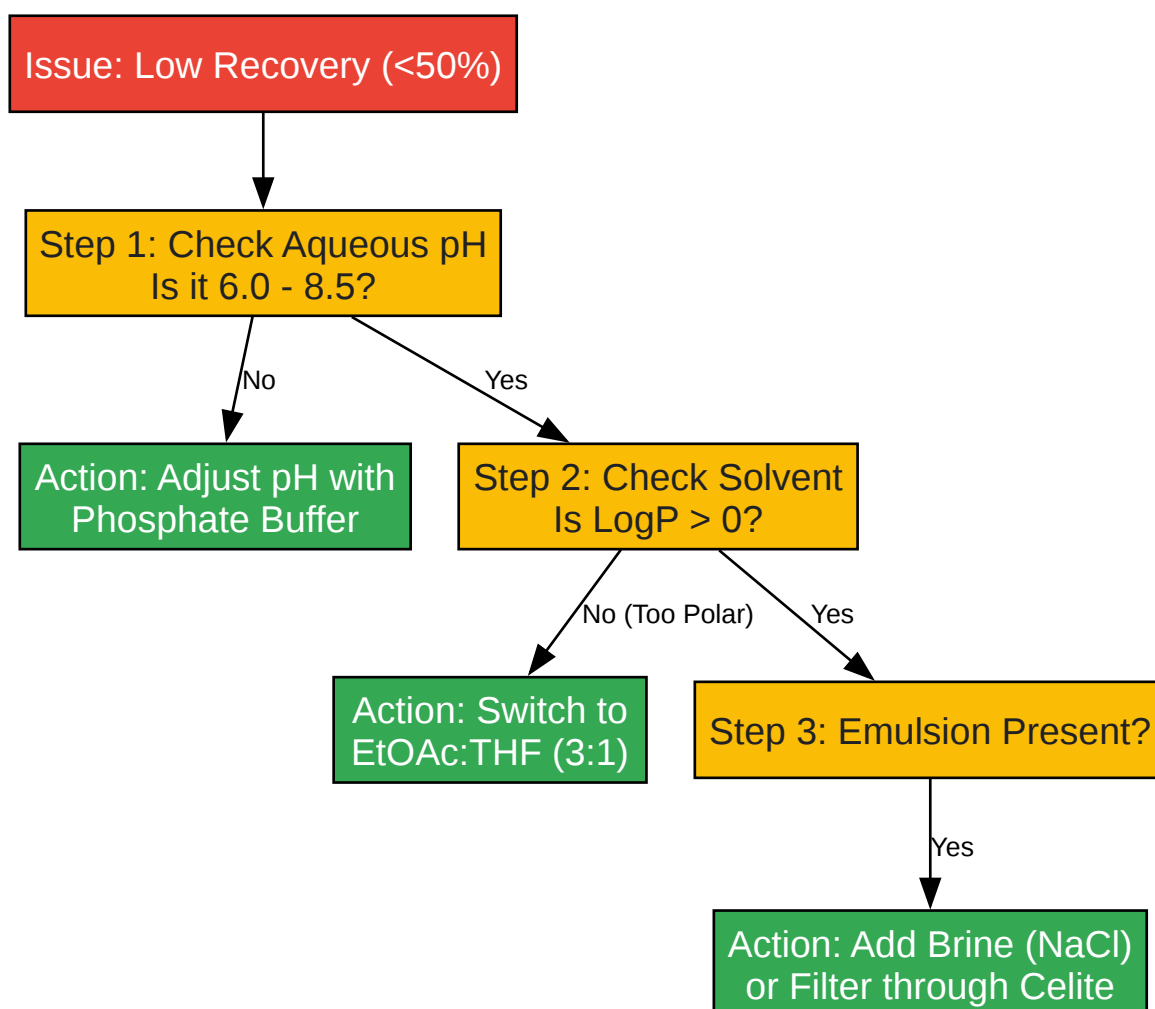 Issue: Low Recovery (<50%)
Step 1: Check Aqueous pH
Is it 6.0 - 8.5?
No
Yes
Action: Adjust pH with
Phosphate Buffer
Step 2: Check Solvent
Is LogP > 0?
No (Too Polar)
Yes
Action: Switch to
EtOAc:THF (3:1)
Step 3: Emulsion Present?
Yes
Action: Add Brine (NaCl)
or Filter through Celite